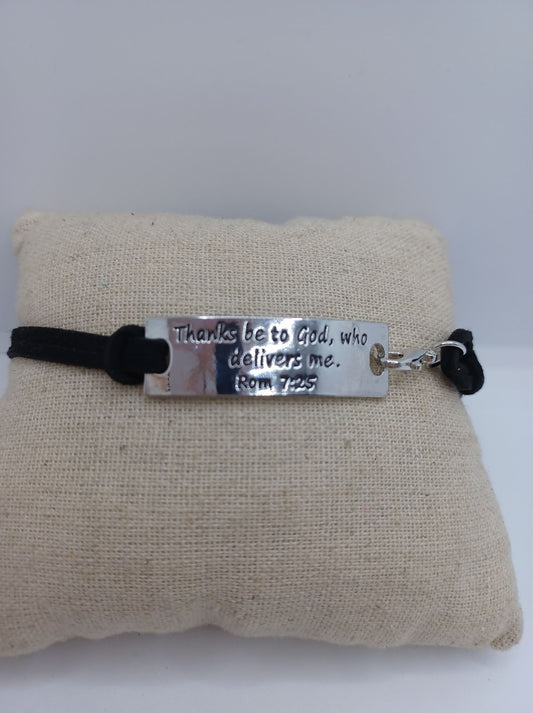 Thanks be to God, who
delivers me.
Rom 7:25